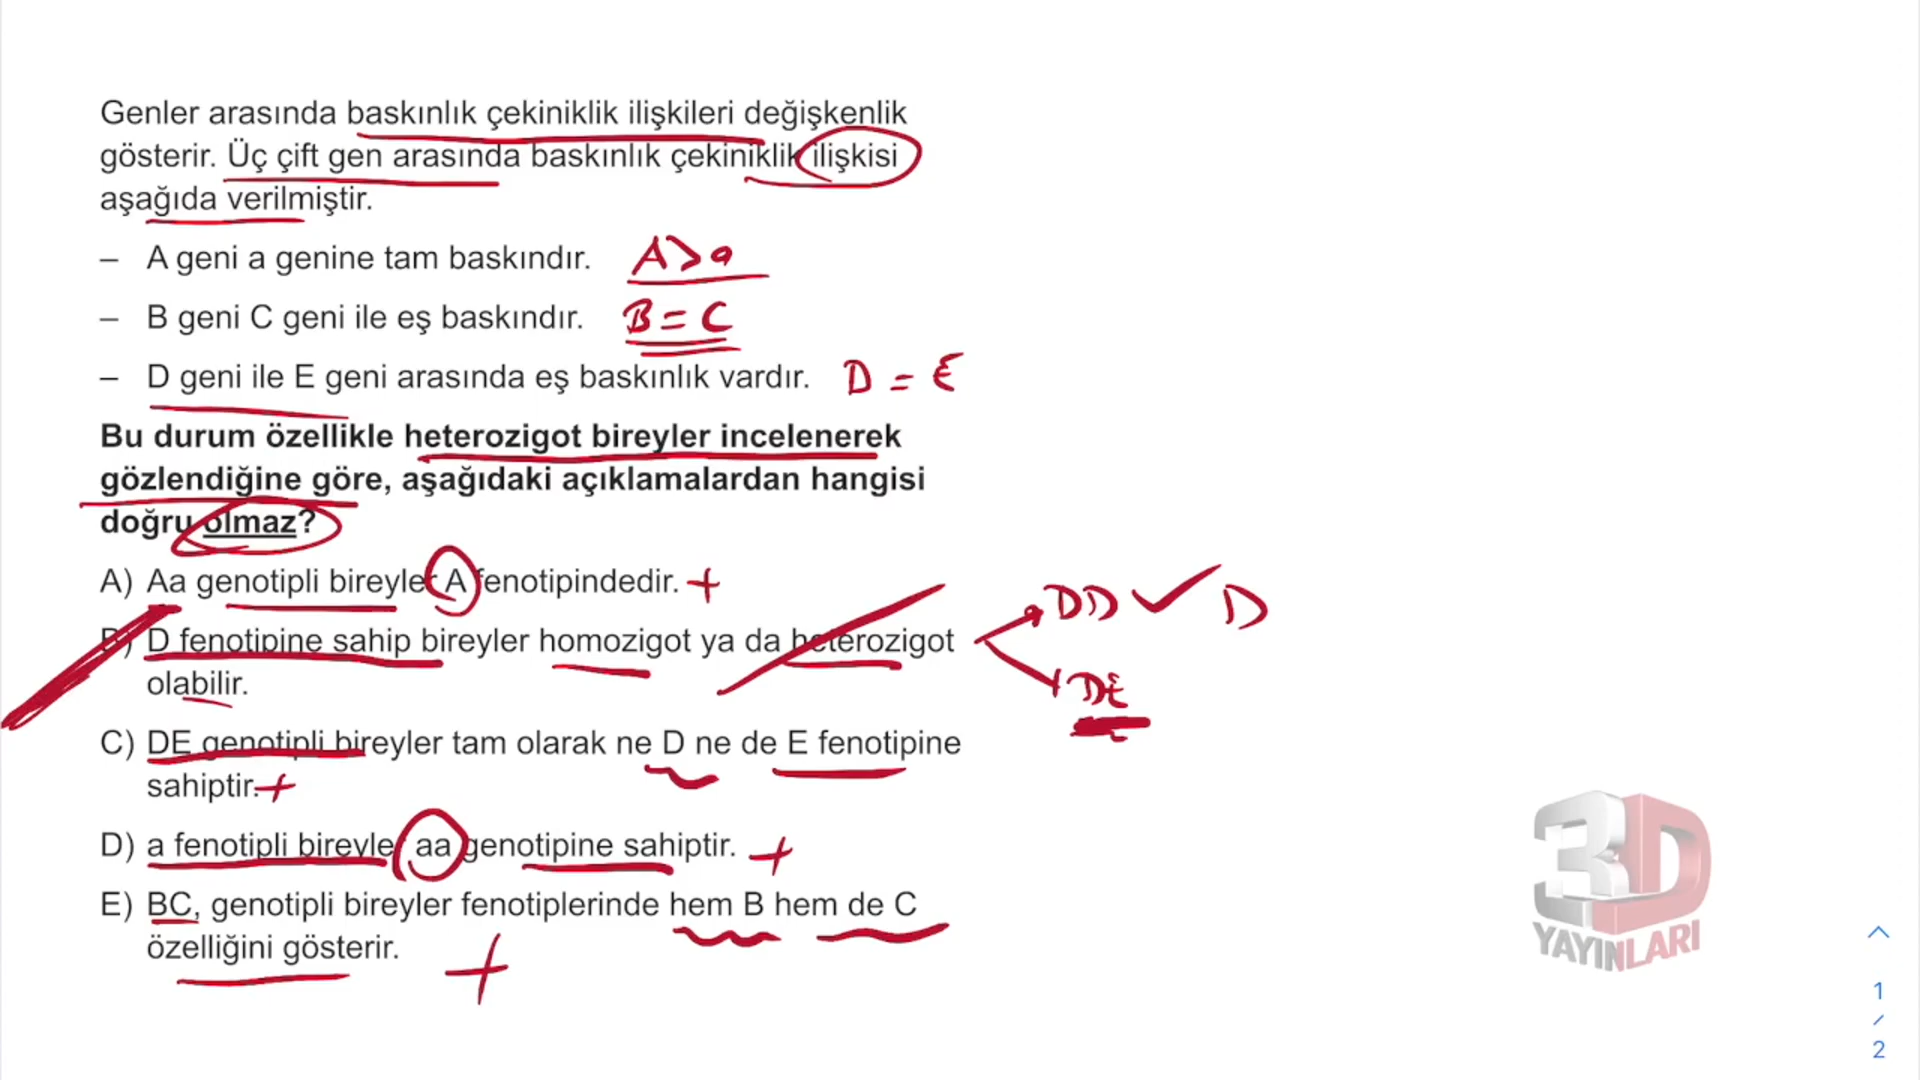 Genler arasında baskınlık çekiniklik ilişkileri değişkenlik
gösterir. Üç çift gen arasında baskınlık çekiniklik ilişkisi
aşağıda verilmiştir.
– A geni a genine tam baskındır. A>a
– B geni C geni ile eş baskındır. B=C
– D geni ile E geni arasında eş baskınlık vardır. D = E
Bu durum özellikle heterozigot bireyler incelenerek
gözlendiğine göre, aşağıdaki açıklamalardan hangisi
doğru olmaz?
A) Aa genotipli bireyler A fenotipindedir. +
B) D fenotipine sahip bireyler homozigot ya da heterozigot
olabilir.
DD ✓ D
DE
C) DE genotipli bireyler tam olarak ne D ne de E fenotipine
sahiptir. +
D) a fenotipli bireyler aa genotipine sahiptir. +
E) BC, genotipli bireyler fenotiplerinde hem B hem de C
özelliğini gösterir. +
3D
YAYINLARI
1
/
2